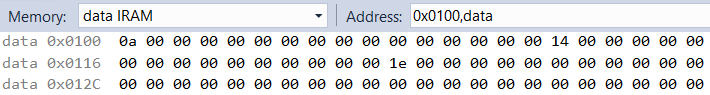 Memory: data IRAM Address: 0x0100,data
data 0x0100 0a 00 00 00 00 00 00 00 00 00 00 00 00 00 00 00 14 00 00 00 00 00
data 0x0116 00 00 00 00 00 00 00 00 00 00 1e 00 00 00 00 00 00 00 00 00 00 00
data 0x012C 00 00 00 00 00 00 00 00 00 00 00 00 00 00 00 00 00 00 00 00 00 00